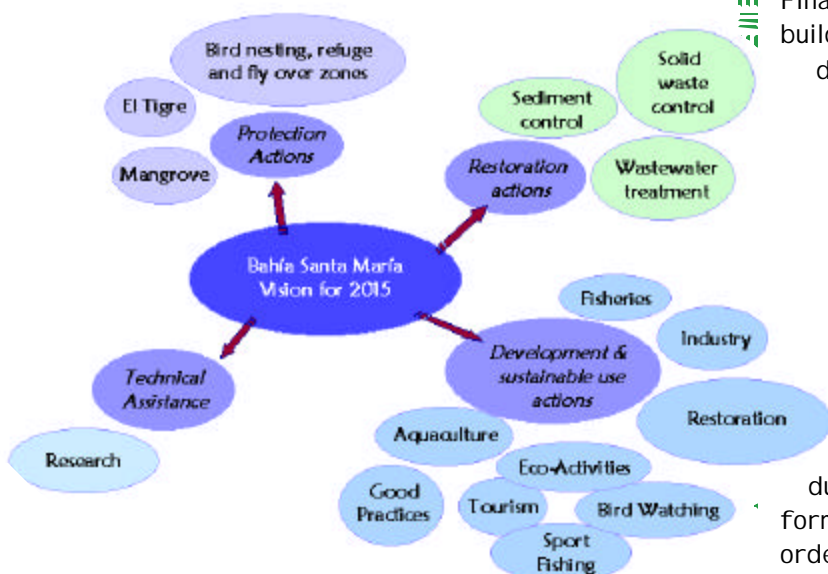 Bird nesting, refuge
and fly over zones
El Tigre
Protection
Actions
Mangrove
Solid
waste
control
Sediment
control
Restoration
actions
Wastewater
treatment
Bahía Santa María
Vision for 2015
Fisheries
Industry
Development &
sustainable use
actions
Technical
Assistance
Restoration
Aquaculture
Research
Eco-Activities
Good
Practices
Tourism
Bird Watching
Sport
Fishing
build
d
du
orde